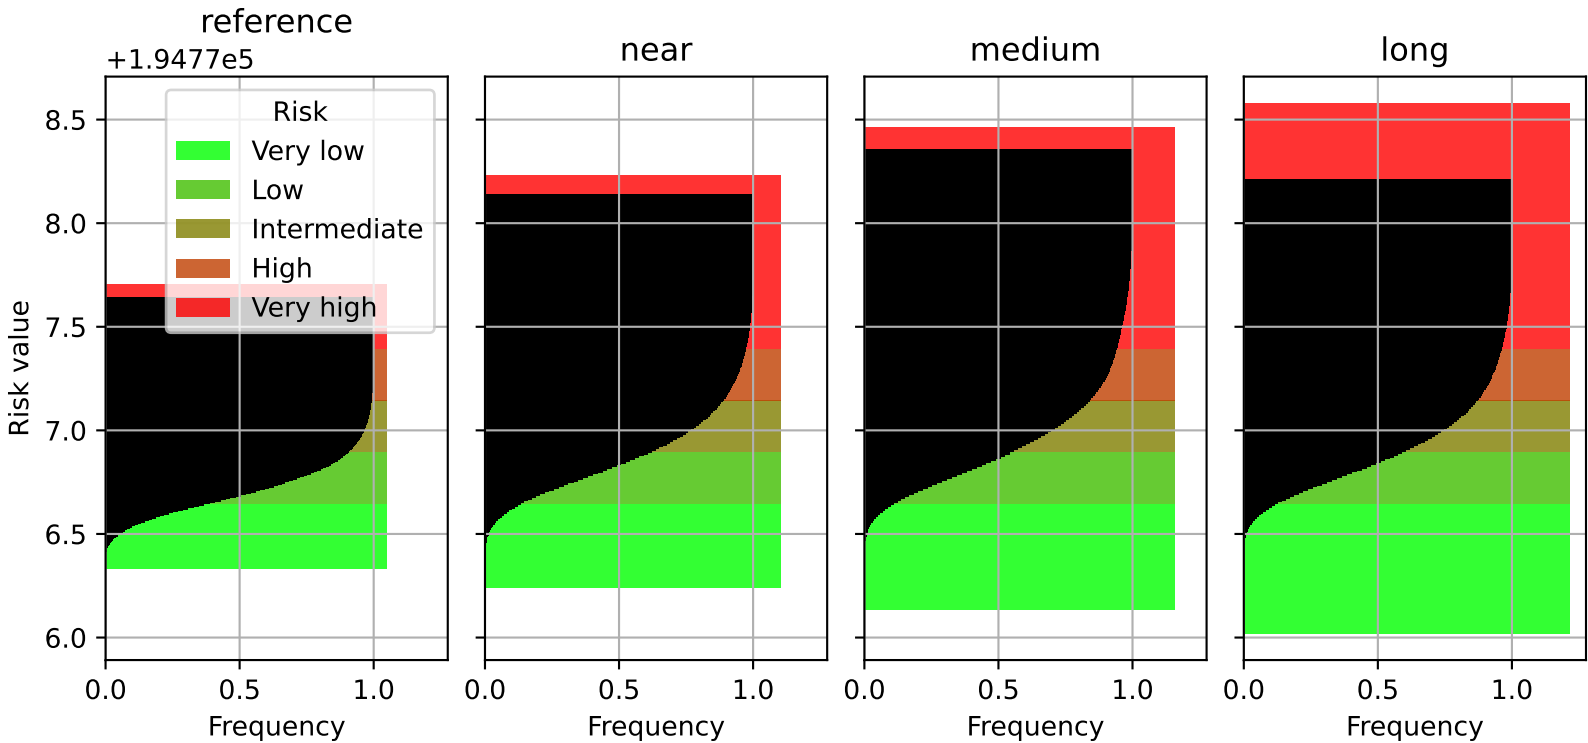 reference
near
medium
long
+1.9477e5
Risk
Very low
Low
Intermediate
High
Very high
Risk value
8.5
8.0
7.5
7.0
6.5
6.0
0.0 0.5 1.0
0.0 0.5 1.0
0.0 0.5 1.0
0.0 0.5 1.0
Frequency
Frequency
Frequency
Frequency